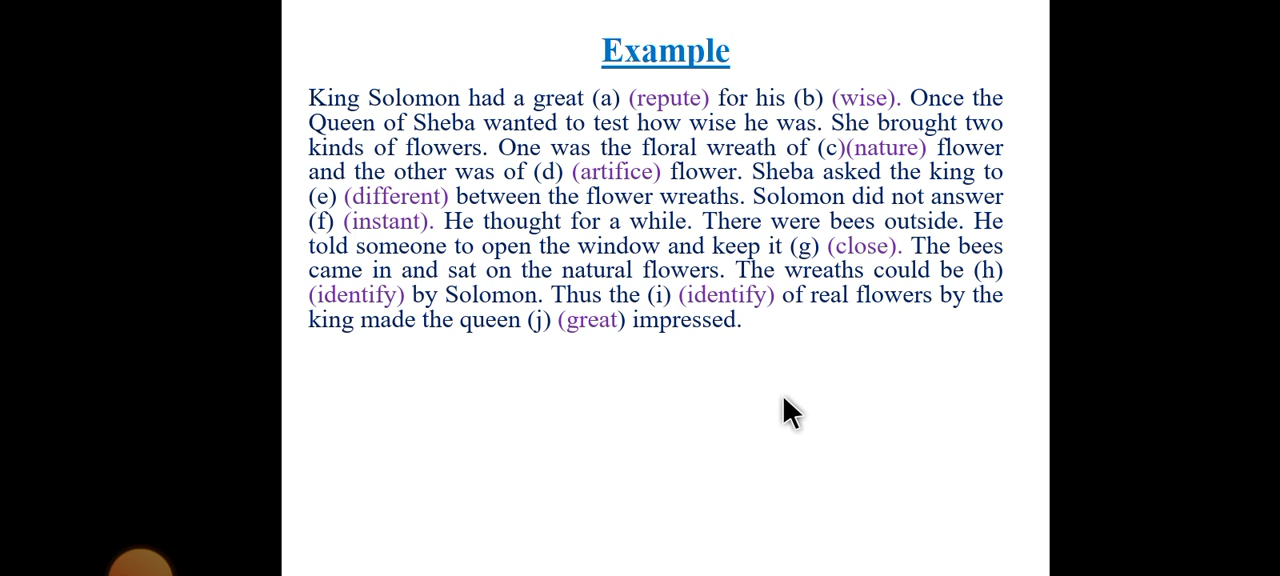 Example
King Solomon had a great (a) (repute) for his (b) (wise). Once the
Queen of Sheba wanted to test how wise he was. She brought two
kinds of flowers. One was the floral wreath of (c)(nature) flower
and the other was of (d) (artifice) flower. Sheba asked the king to
(e) (different) between the flower wreaths. Solomon did not answer
(f) (instant). He thought for a while. There were bees outside. He
told someone to open the window and keep it (g) (close). The bees
came in and sat on the natural flowers. The wreaths could be (h)
(identify) by Solomon. Thus the (i) (identify) of real flowers by the
king made the queen (j) (great) impressed.